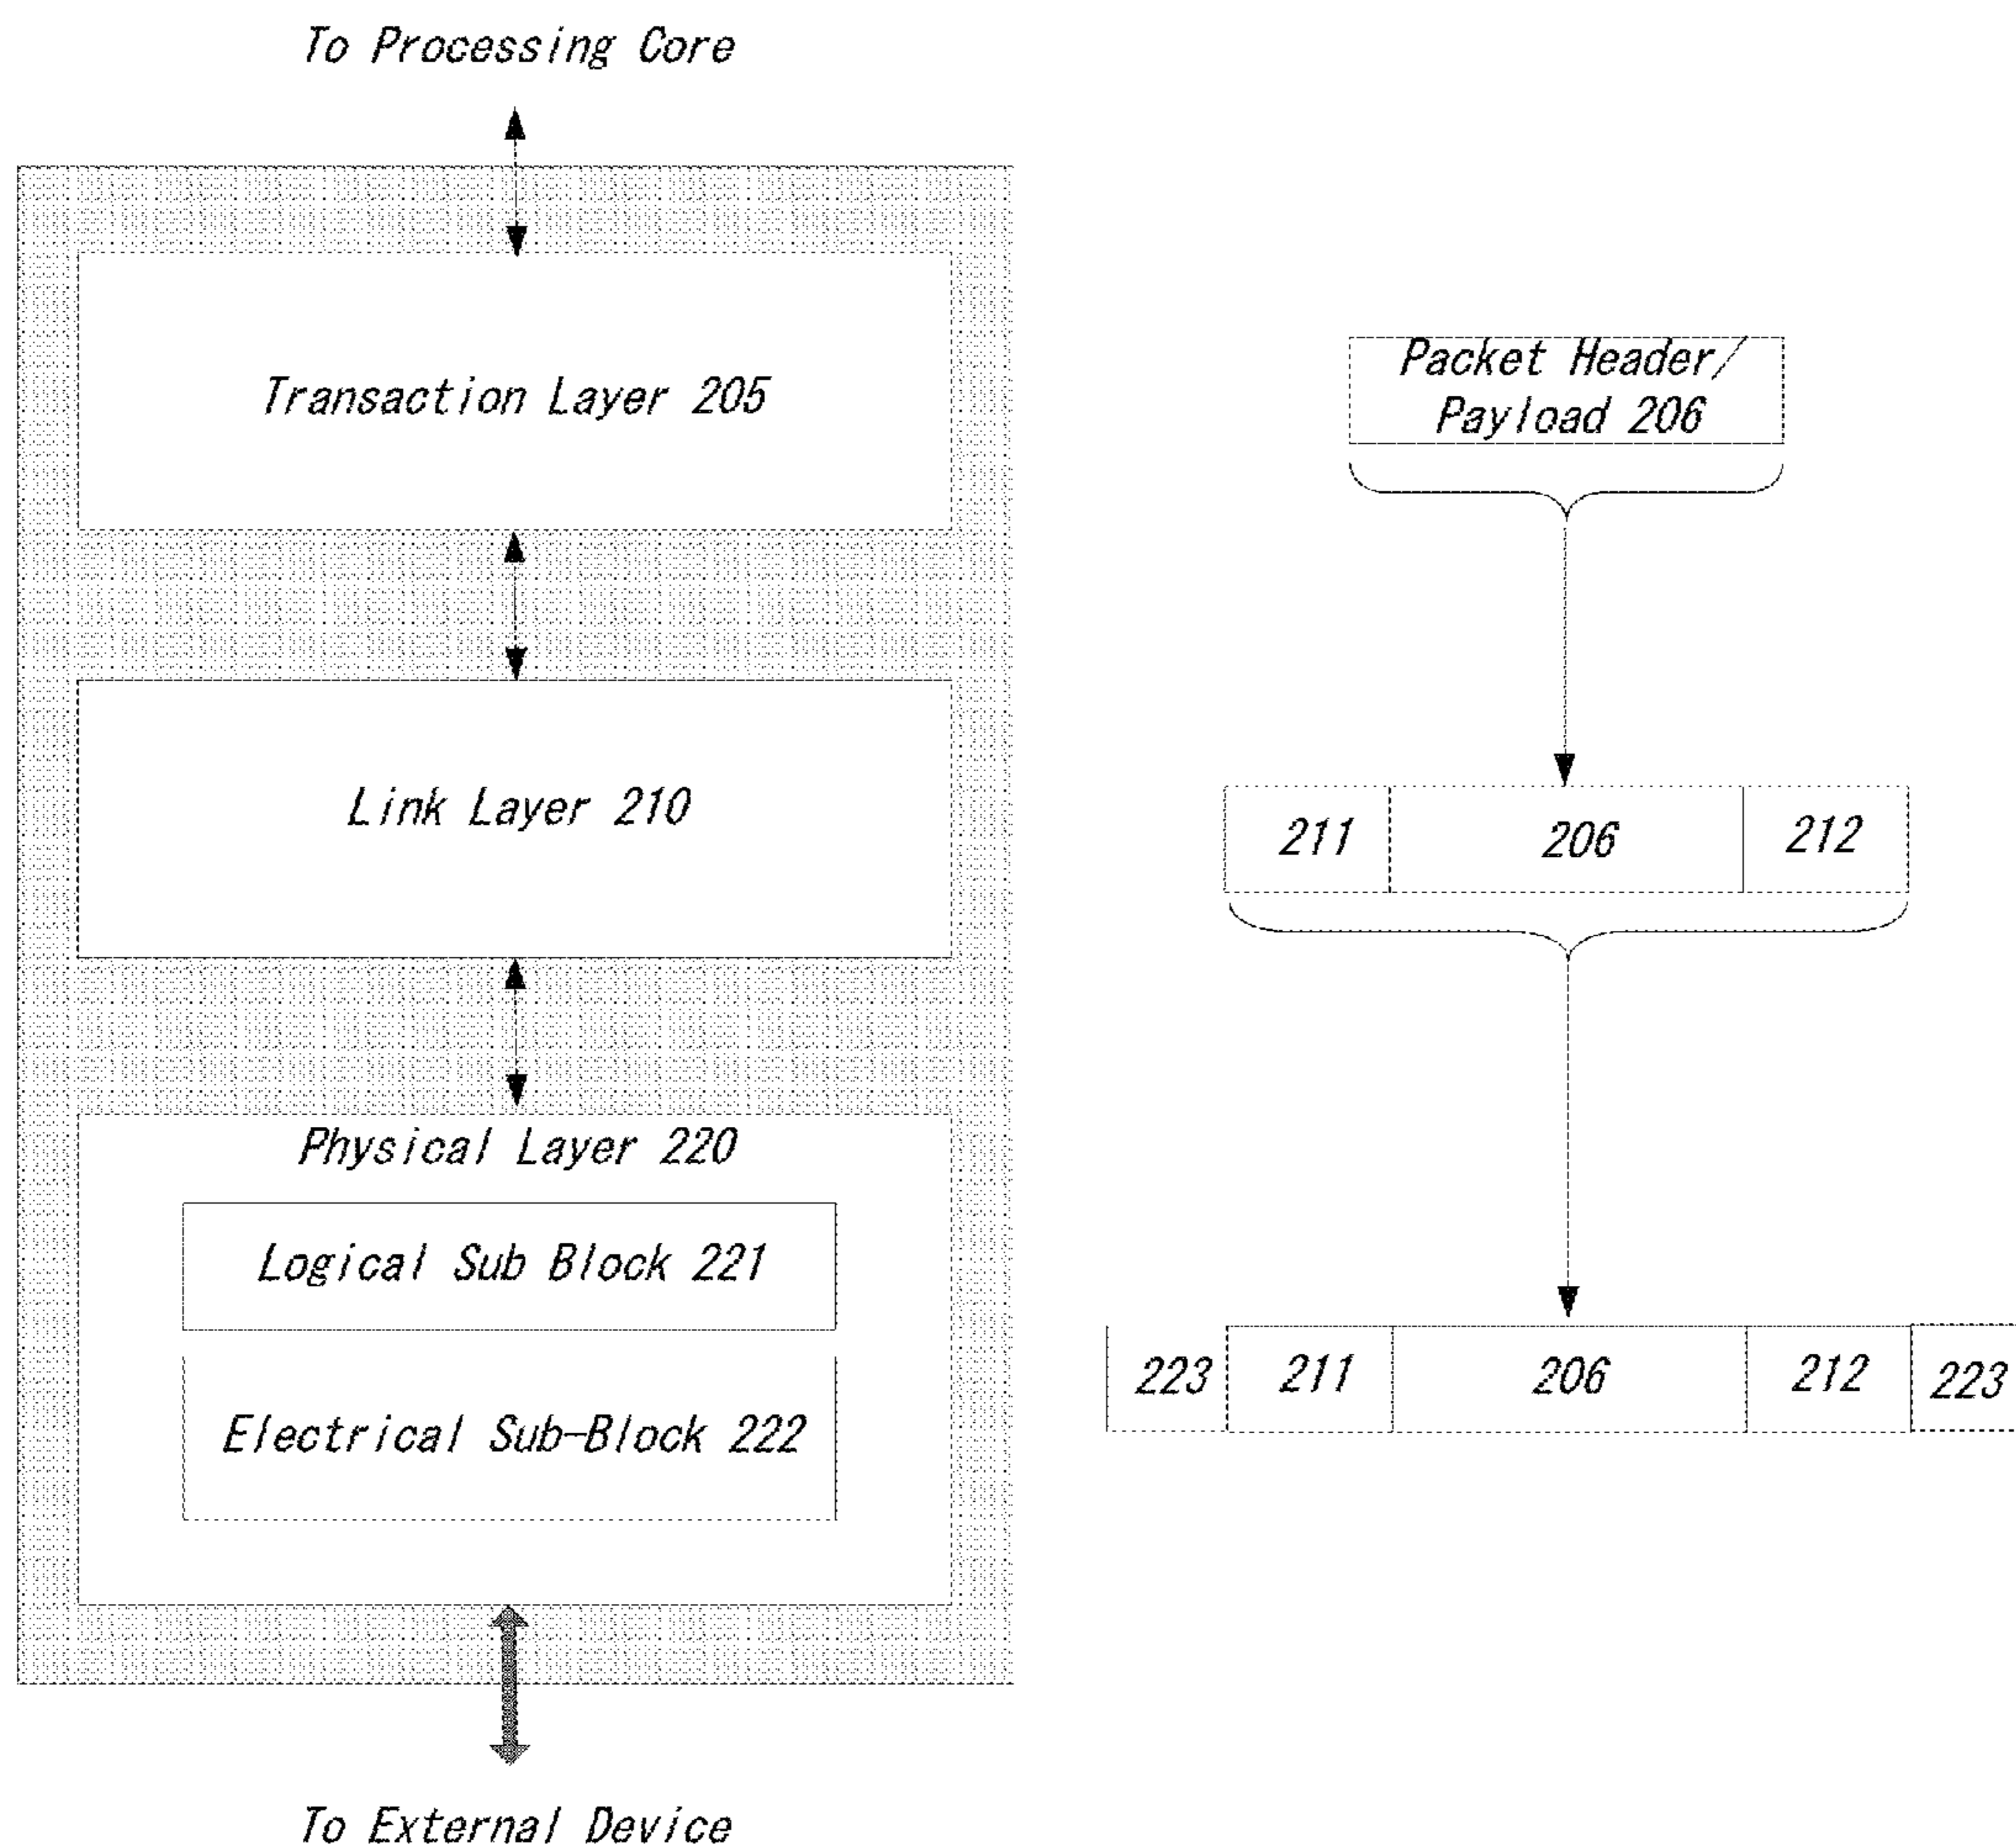 To Processing Core
Transaction Layer 205
Packet Header/
Payload 206
Link Layer 210
211 206 212
Physical Layer 220
Logical Sub Block 221
Electrical Sub-Block 222
223 211 206 212 223
To External Device